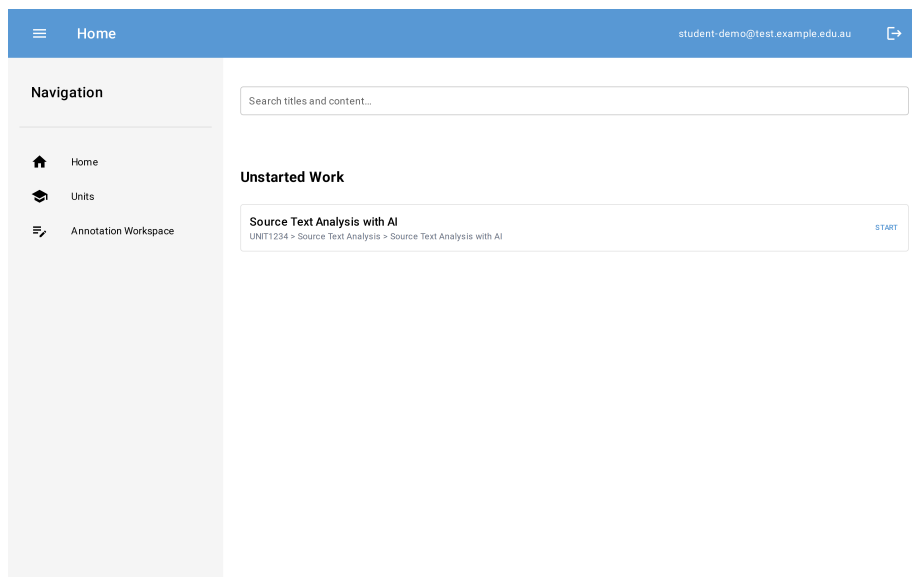 Home
student-demo@test.example.edu.au
Navigation
Home
Units
Annotation Workspace
Search titles and content...
Unstarted Work
Source Text Analysis with AI
UNIT1234 > Source Text Analysis > Source Text Analysis with AI
START